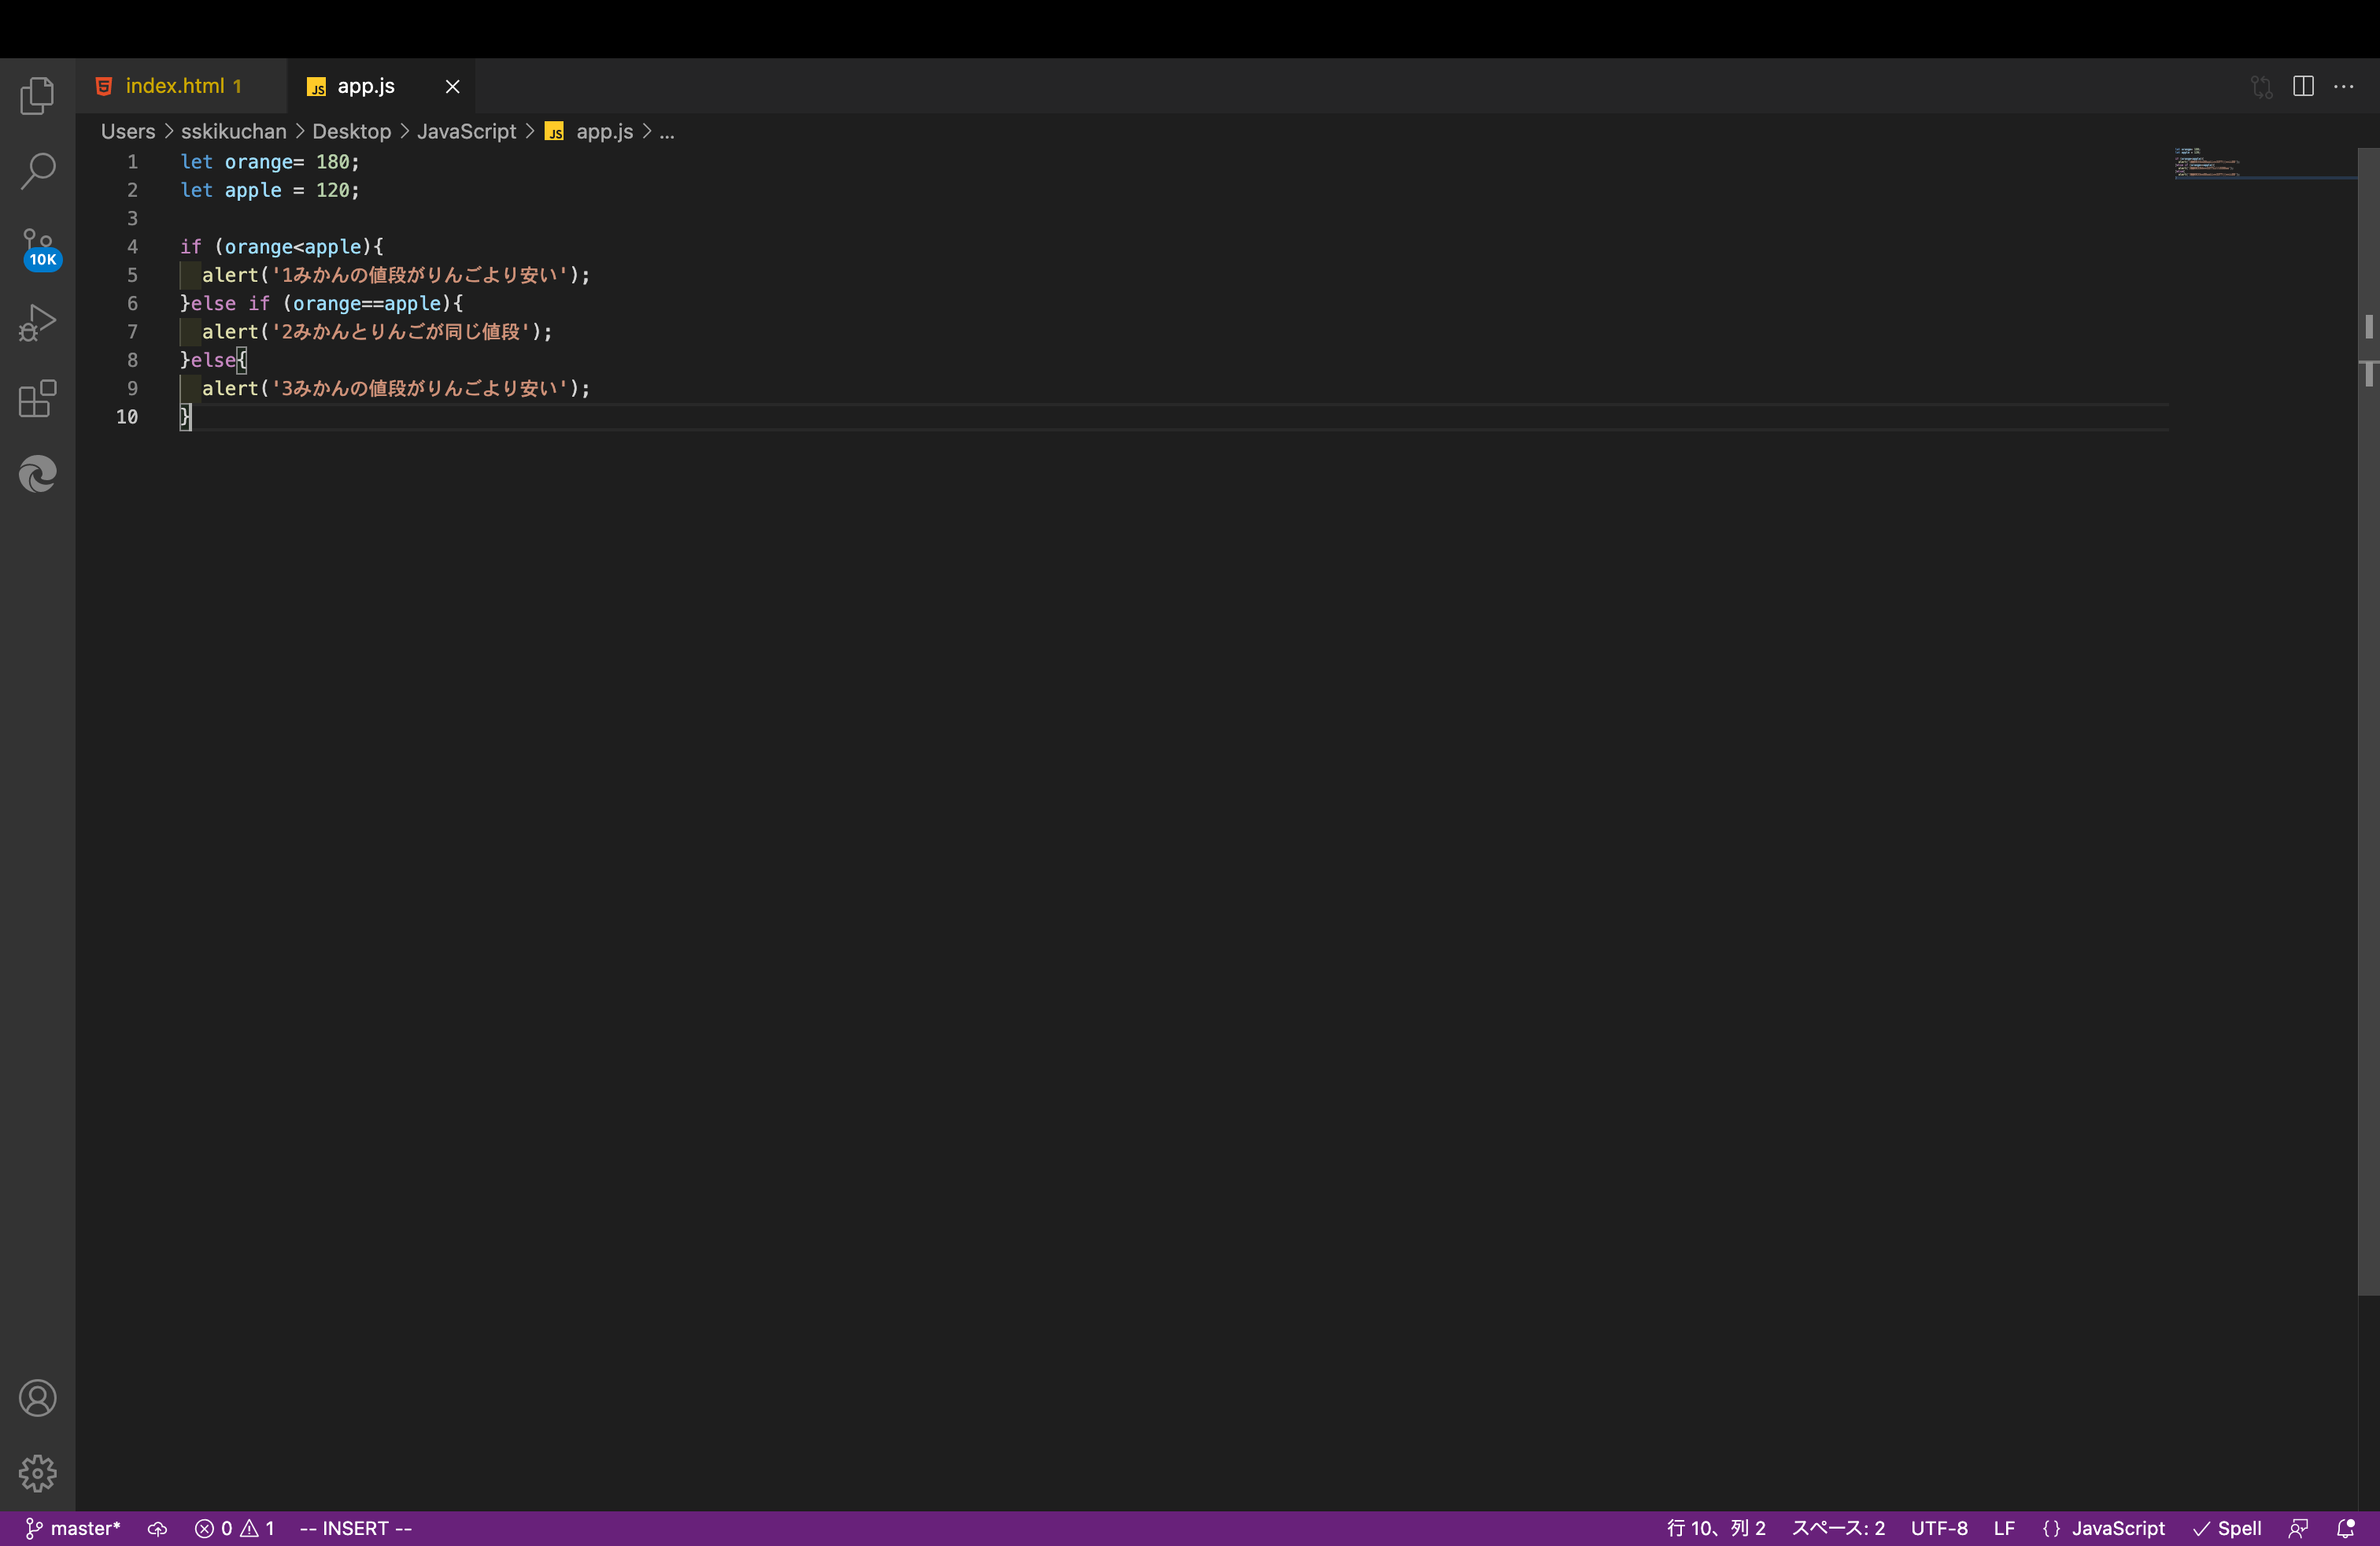 index.html 1
app.js
Users > sskikuchan > Desktop > JavaScript > JS app.js > ...
1 let orange= 180;
2 let apple = 120;
3
4 if (orange<apple){
5 alert('1みかんの値段がりんごより安い');
6 }else if (orange==apple){
7 alert('2みかんとりんごが同じ値段');
8 }else{
9 alert('3みかんの値段がりんごより安い');
10 }
10K
master* 0 1 -- INSERT -- 行 10、列 2 スペース: 2 UTF-8 LF {} JavaScript Spell